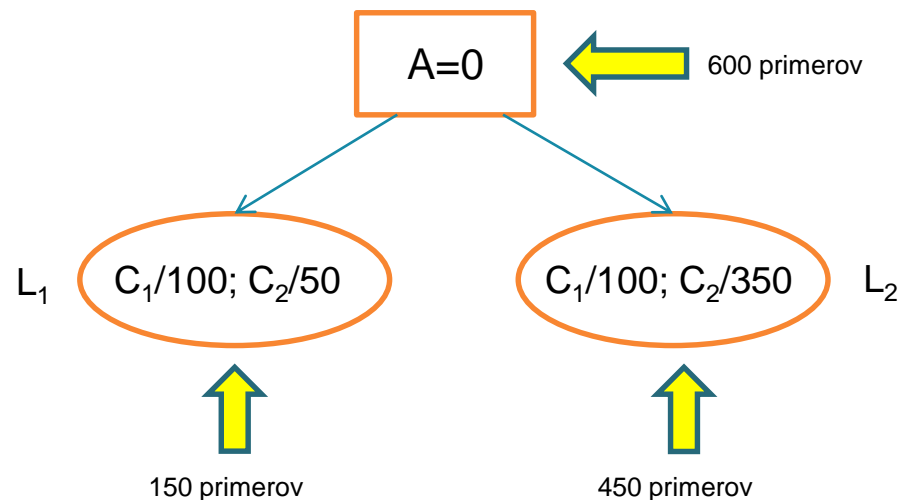 A=0
600 primerov
L₁
C₁/100; C₂/50
C₁/100; C₂/350
L₂
150 primerov
450 primerov